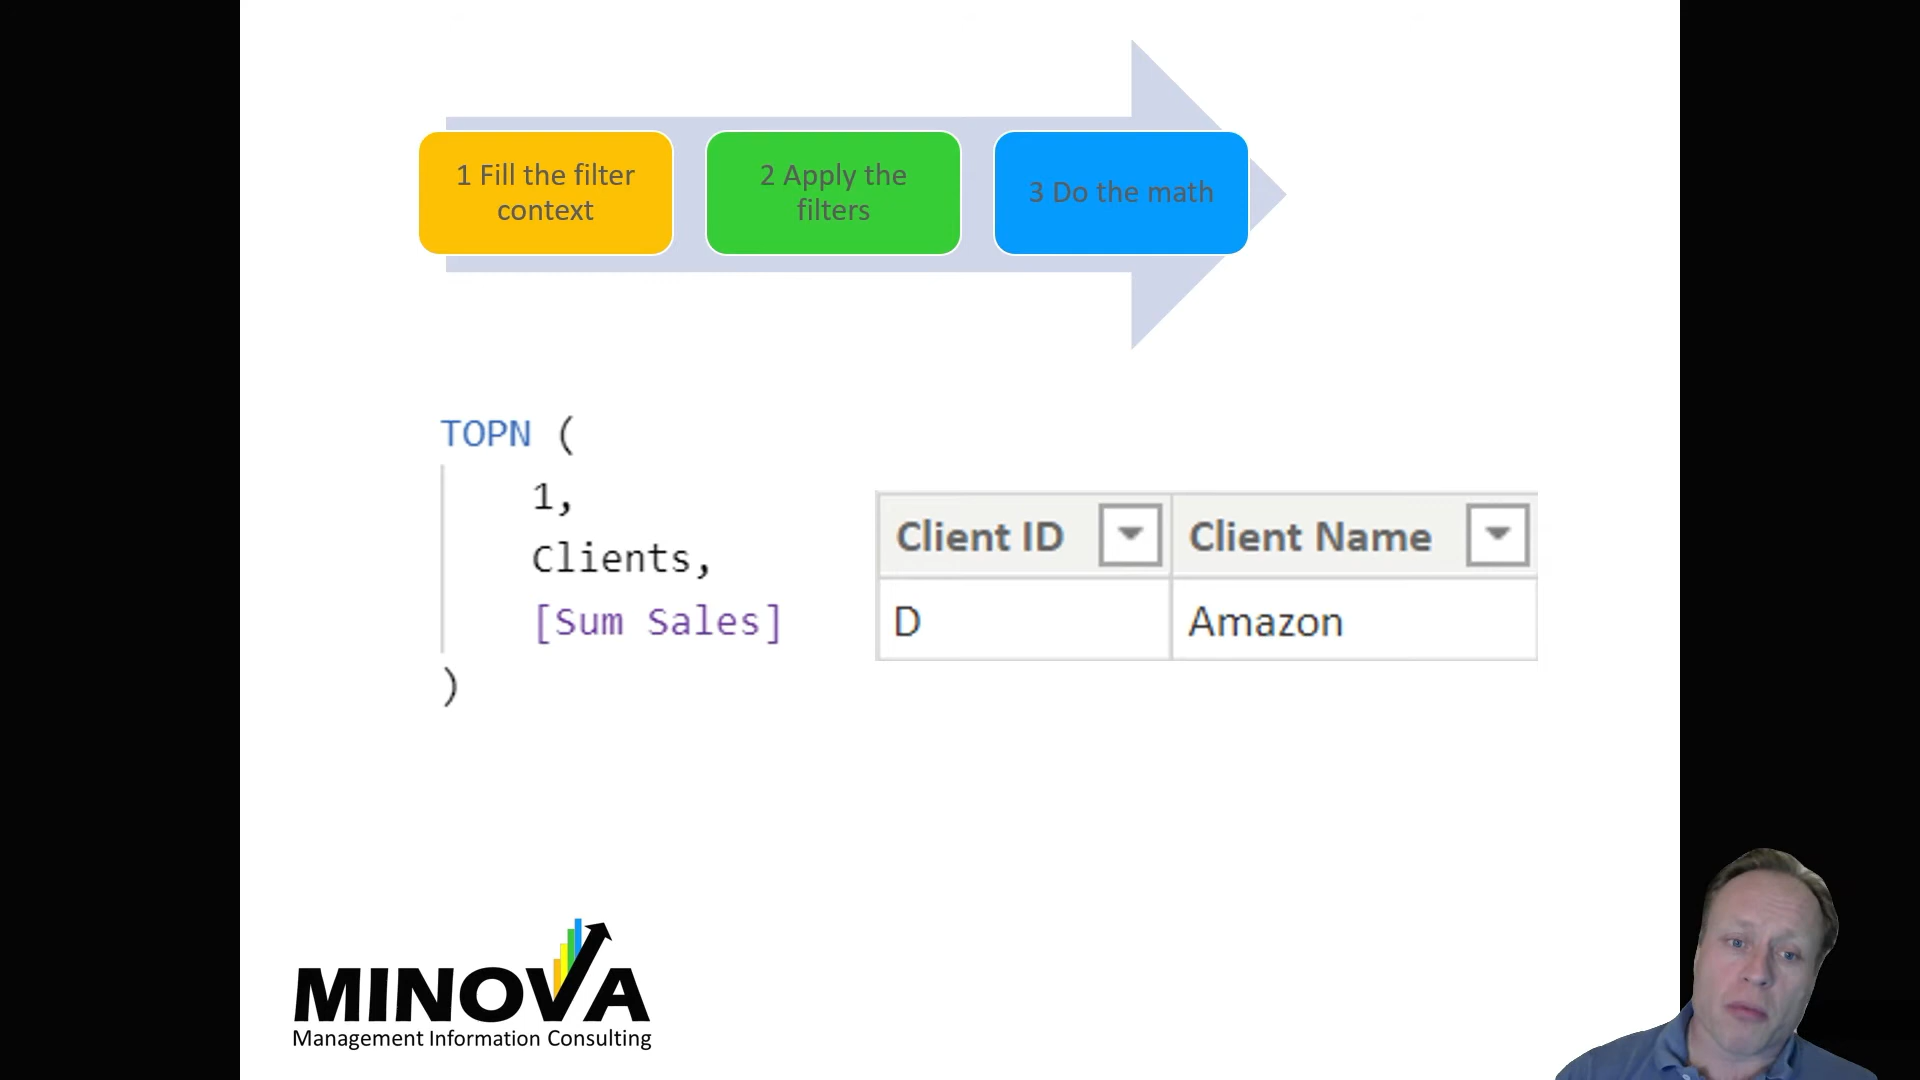 1 Fill the filter
context
2 Apply the
filters
3 Do the math
TOPN (
1,
Clients,
[Sum Sales]
)
Client ID Client Name
D Amazon
MINOVA
Management Information Consulting